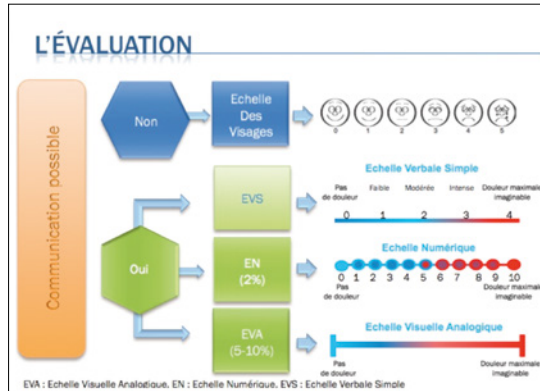 L'ÉVALUATION
Communication possible
Non
Echelle
Des
Visages
0 1 2 3 4 5
Oui
EVS
Echelle Verbale Simple
Pas
de douleur
Faible
Modérée
Intense
Douleur maximale
imaginable
0 1 2 3 4
EN
(2%)
Echelle Numérique
0 1 2 3 4 5 6 7 8 9 10
Pas
de douleur
Douleur maximale
imaginable
EVA
(5-10%)
Echelle Visuelle Analogique
Pas
de douleur
Douleur maximale
imaginable
EVA : Echelle Visuelle Analogique, EN : Echelle Numérique, EVS : Echelle Verbale Simple